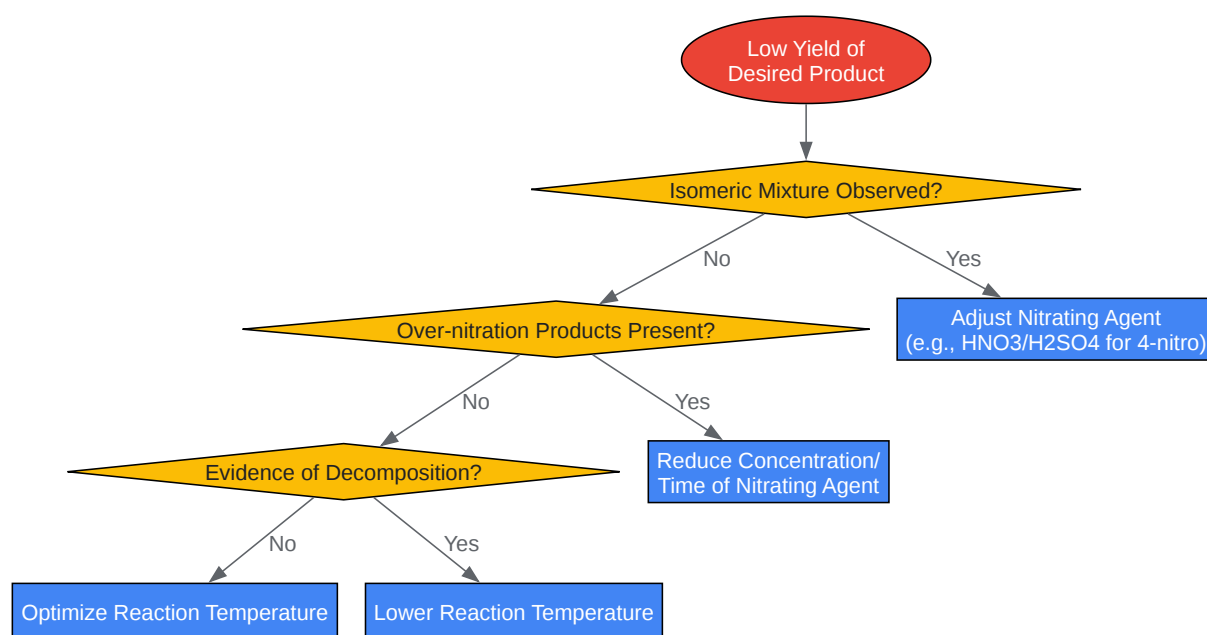 Low Yield of
Desired Product
Isomeric Mixture Observed?
No
Yes
Over-nitration Products Present?
Adjust Nitrating Agent
(e.g., HNO3/H2SO4 for 4-nitro)
No
Yes
Evidence of Decomposition?
Reduce Concentration/
Time of Nitrating Agent
No
Yes
Optimize Reaction Temperature
Lower Reaction Temperature